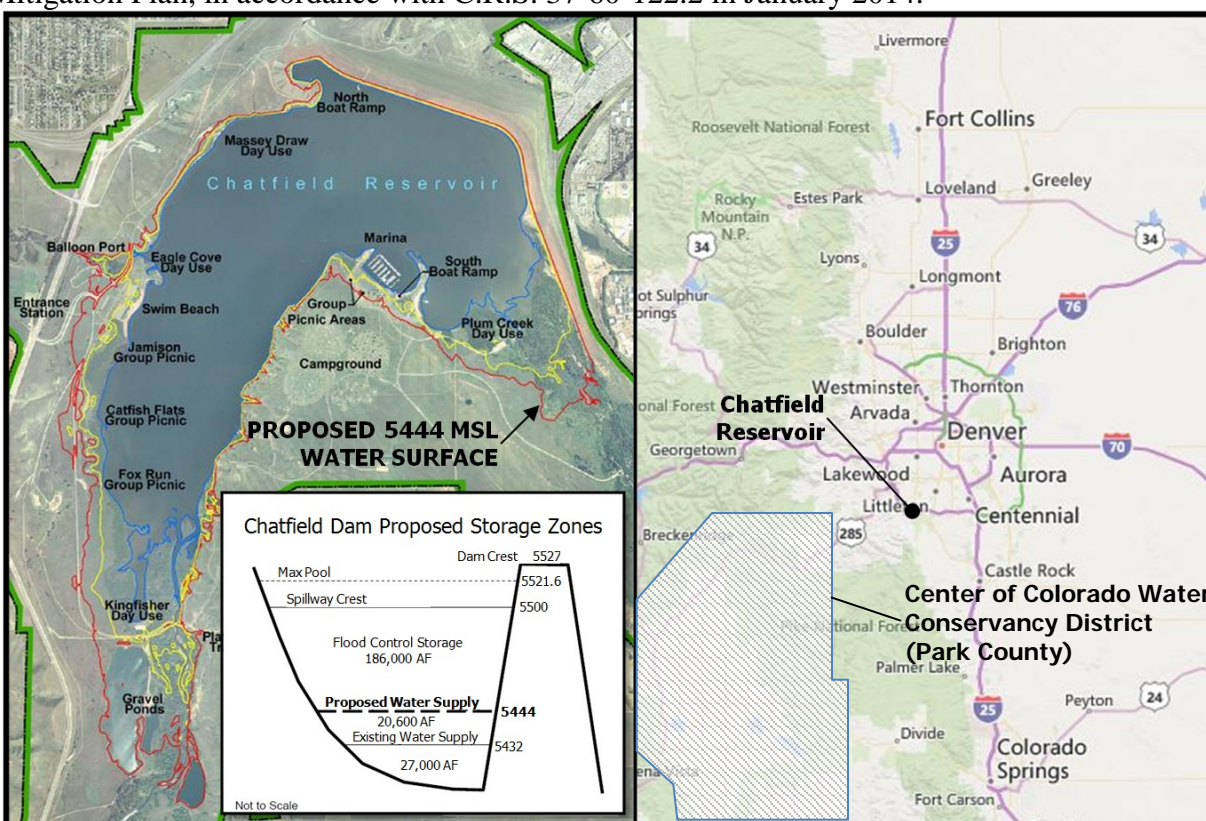 Mitigation Plan, in accordance with C.R.S. 37-60-122.2 in January 2014.
North
Boat Ramp
Massey Draw
Day Use
Chatfield Reservoir
Balloon Port
Eagle Cove
Day Use
Marina
South
Boat Ramp
Entrance
Station
Swim Beach
Group
Picnic Areas
Plum Creek
Day Use
Jamison
Group Picnic
Campground
Catfish Flats
Group Picnic
PROPOSED 5444 MSL
WATER SURFACE
Fox Run
Group Picnic
Kingfisher
Day Use
Gravel
Ponds
Chatfield Dam Proposed Storage Zones
Dam Crest 5527
Max Pool
5521.6
Spillway Crest
5500
Flood Control Storage
186,000 AF
Proposed Water Supply
5444
20,600 AF
Existing Water Supply
5432
27,000 AF
Not to Scale
Livermore
Fort Collins
Roosevelt National Forest
Loveland
Greeley
Estes Park
Rocky
Mountain
N.P.
34
25
34
Lyons
Longmont
ot Sulphur
prings
76
Boulder
Brighton
Westminster
Thornton
onal Forest
Chatfield
Reservoir
Arvada
Denver
Georgetown
70
Lakewood
Aurora
Centennial
285
Castle Rock
Center of Colorado Water
Conservancy District
(Park County)
National Fores
Palmer Lake
24
Peyton
25
Divide
Colorado
Springs
Fort Carson